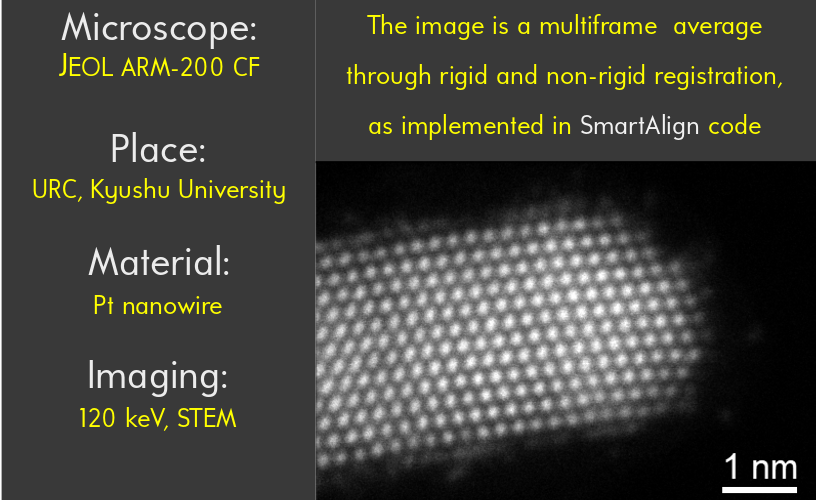 Microscope:
JEOL ARM-200 CF
Place:
URC, Kyushu University
Material:
Pt nanowire
Imaging:
120 keV, STEM
The image is a multiframe average
through rigid and non-rigid registration,
as implemented in SmartAlign code
1 nm